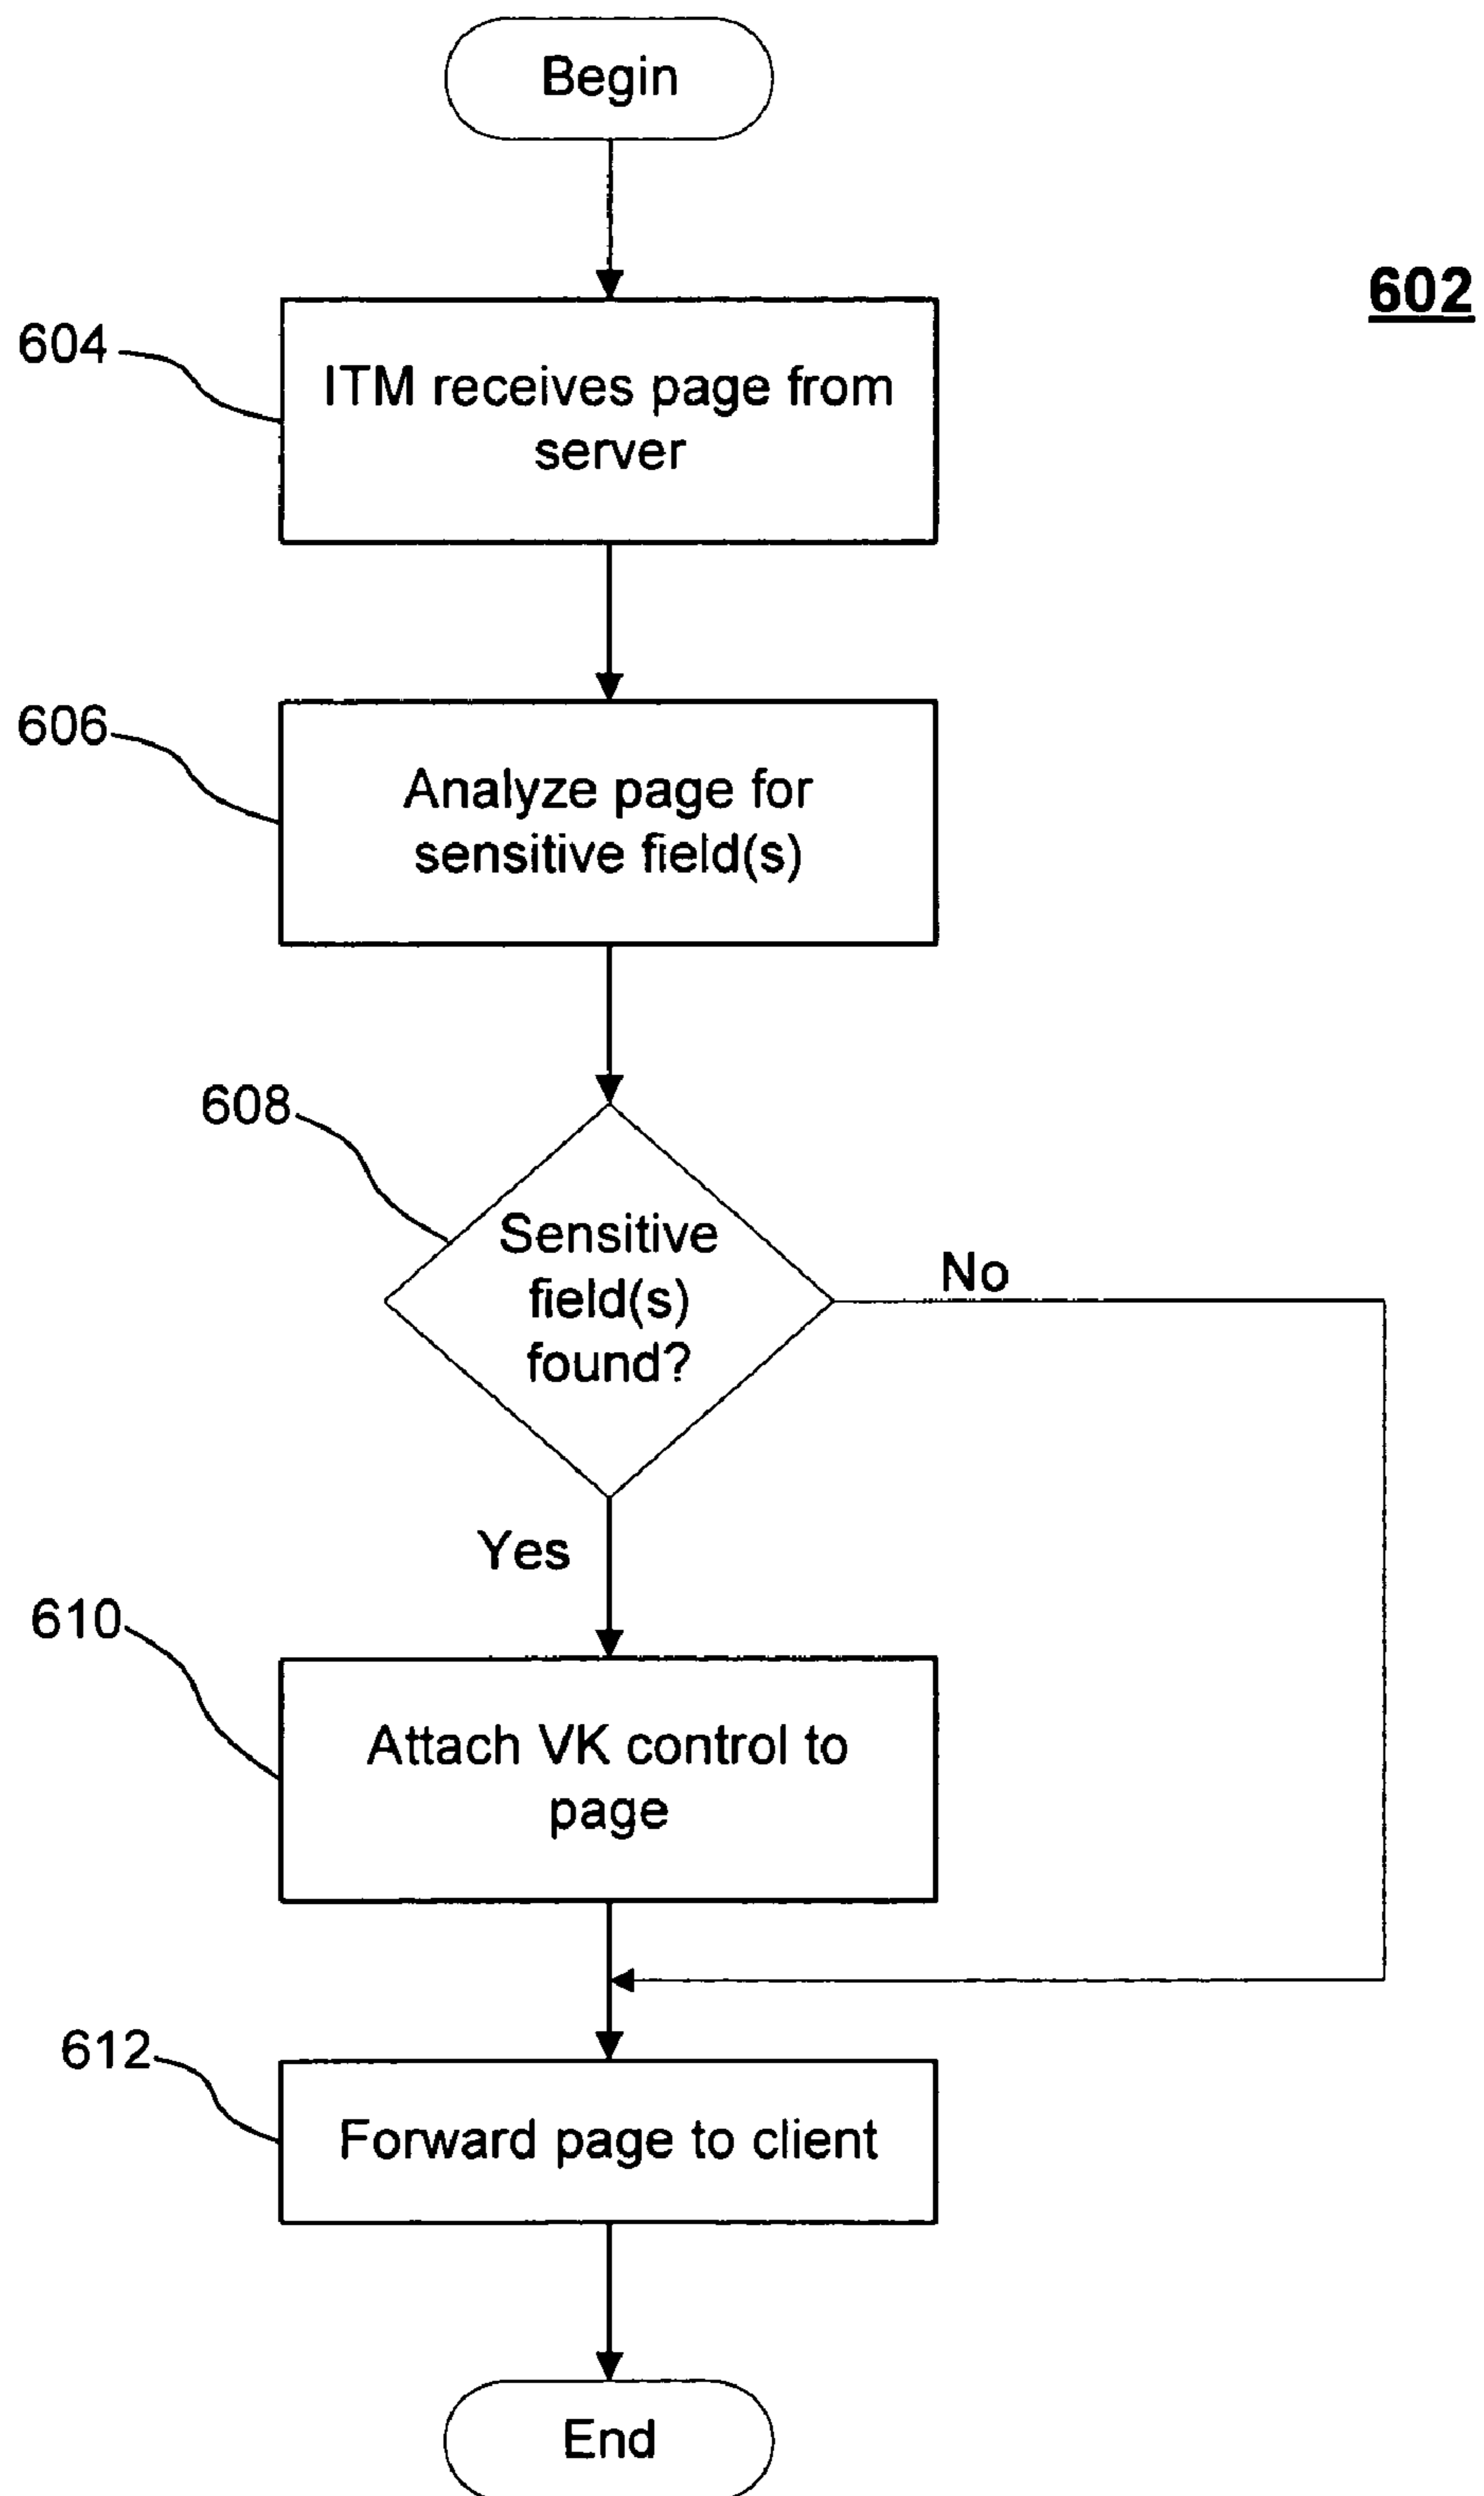 Begin
602
604
ITM receives page from
server
606
Analyze page for
sensitive field(s)
608
Sensitive
field(s)
found?
No
Yes
610
Attach VK control to
page
612
Forward page to client
End